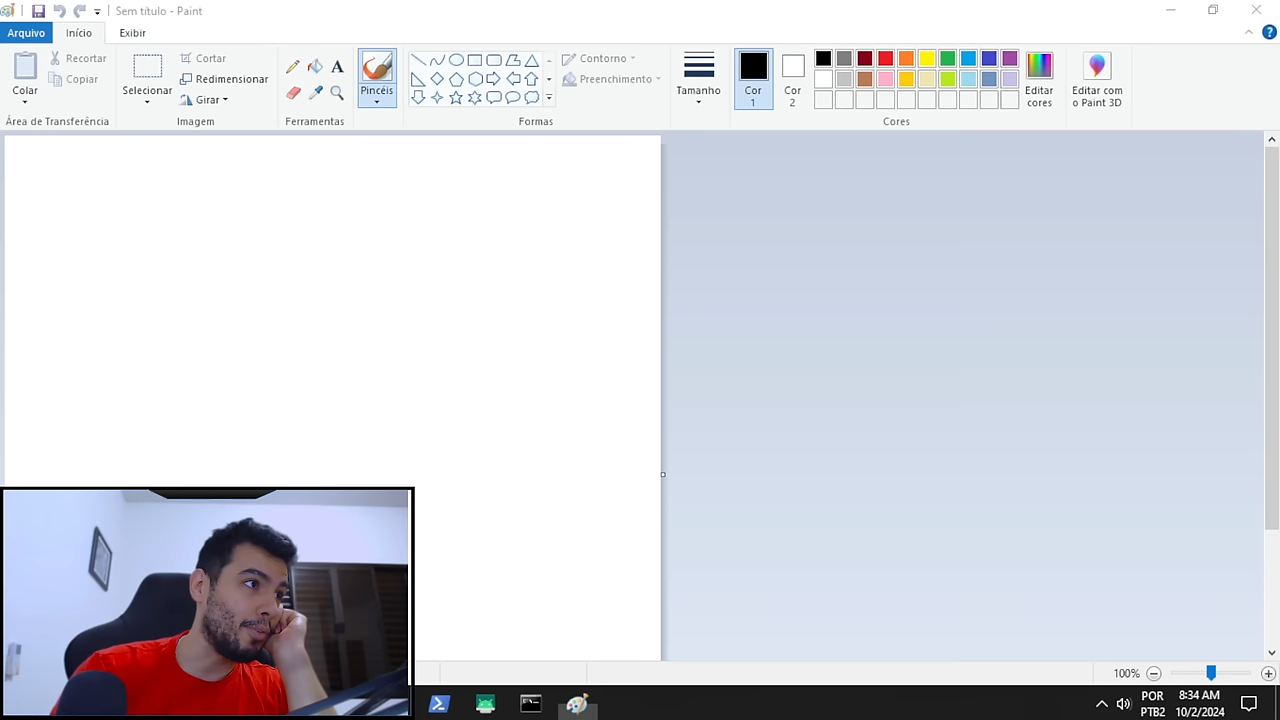 Sem título - Paint
Arquivo Início Exibir
Colar
Recortar
Copiar
Área de Transferência
Selecionar
Cortar
Redimensionar
Girar
Imagem
A
Ferramentas
Pincéis
Contorno
Preenchimento
Formas
Tamanho
Cor
1
Cor
2
Editar
cores
Cores
Editar com
o Paint 3D
100%
POR
PTB2
8:34 AM
10/2/2024